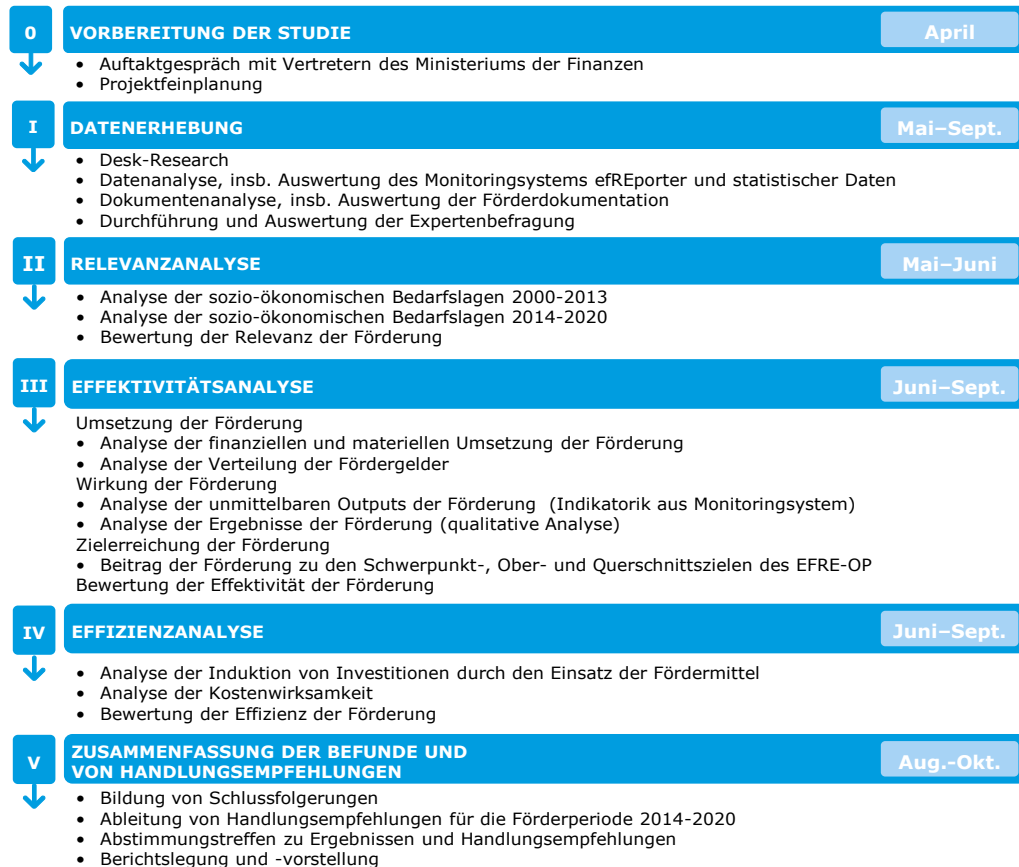 0 VORBEREITUNG DER STUDIE April
• Auftaktgespräch mit Vertretern des Ministeriums der Finanzen
• Projektfeinplanung
I DATENERHEBUNG Mai–Sept.
• Desk-Research
• Datenanalyse, insb. Auswertung des Monitoringsystems efREporter und statistischer Daten
• Dokumentenanalyse, insb. Auswertung der Förderdokumentation
• Durchführung und Auswertung der Expertenbefragung
II RELEVANZANALYSE Mai–Juni
• Analyse der sozio-ökonomischen Bedarfslagen 2000-2013
• Analyse der sozio-ökonomischen Bedarfslagen 2014-2020
• Bewertung der Relevanz der Förderung
III EFFEKTIVITÄTSANALYSE Juni–Sept.
Umsetzung der Förderung
• Analyse der finanziellen und materiellen Umsetzung der Förderung
• Analyse der Verteilung der Fördergelder
Wirkung der Förderung
• Analyse der unmittelbaren Outputs der Förderung (Indikatorik aus Monitoringsystem)
• Analyse der Ergebnisse der Förderung (qualitative Analyse)
Zielerreichung der Förderung
• Beitrag der Förderung zu den Schwerpunkt-, Ober- und Querschnittszielen des EFRE-OP
Bewertung der Effektivität der Förderung
IV EFFIZIENZANALYSE Juni–Sept.
• Analyse der Induktion von Investitionen durch den Einsatz der Fördermittel
• Analyse der Kostenwirksamkeit
• Bewertung der Effizienz der Förderung
V ZUSAMMENFASSUNG DER BEFUNDE UND
VON HANDLUNGSEMPFEHLUNGEN Aug.-Okt.
• Bildung von Schlussfolgerungen
• Ableitung von Handlungsempfehlungen für die Förderperiode 2014-2020
• Abstimmungstreffen zu Ergebnissen und Handlungsempfehlungen
• Berichtslegung und -vorstellung